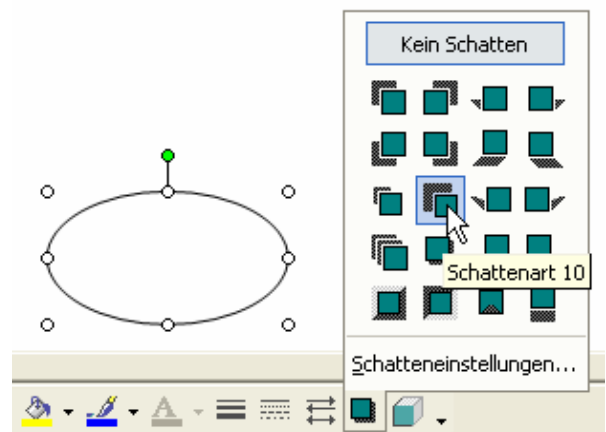 Kein Schatten
Schattenart 10
Schatteneinstellungen...
A